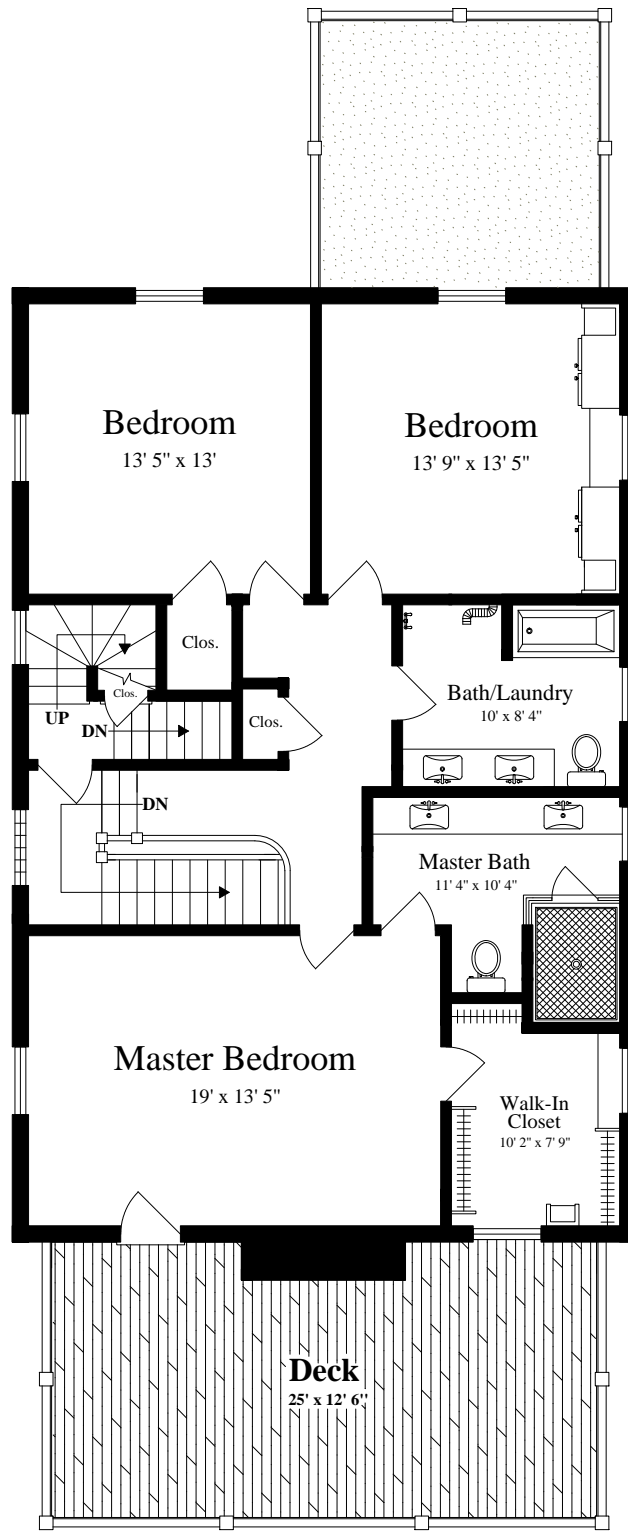 Bedroom
13' 5" x 13'
Bedroom
13' 9" x 13' 5"
Clos.
Clos.
UP
DN
Clos.
Bath/Laundry
10' x 8' 4"
DN
Master Bath
11' 4" x 10' 4"
Master Bedroom
19' x 13' 5"
Walk-In
Closet
10' 2" x 7' 9"
Deck
25' x 12' 6"